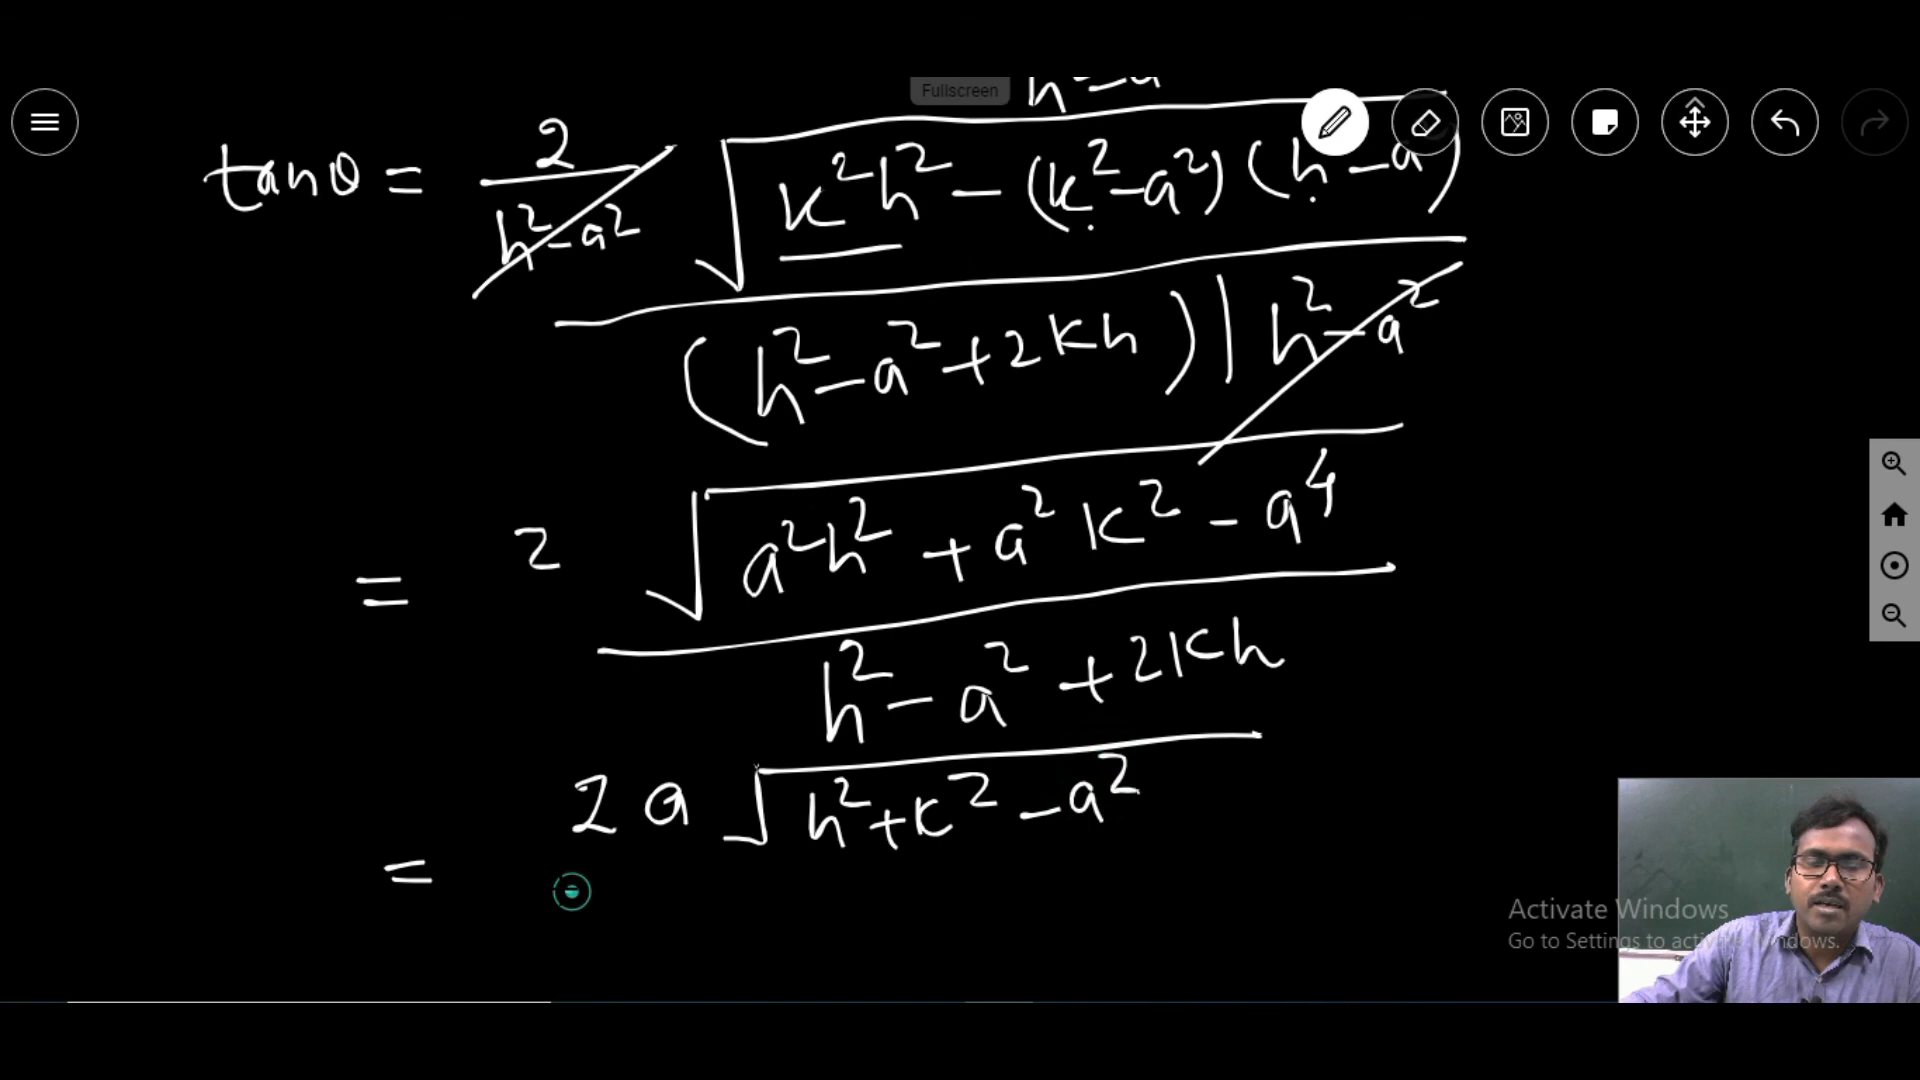 Fullscreen
tanθ = 2 / (h² - a²) √(k²h² - (k² - a²)(h² - a²)) / ((h² - a² + 2kh) | h² - a²)
= 2 √(a²h² + a²k² - a⁴) / (h² - a² + 2kh)
= 2a √(h² + k² - a²)
Activate Windows
Go to Settings to activate Windows.